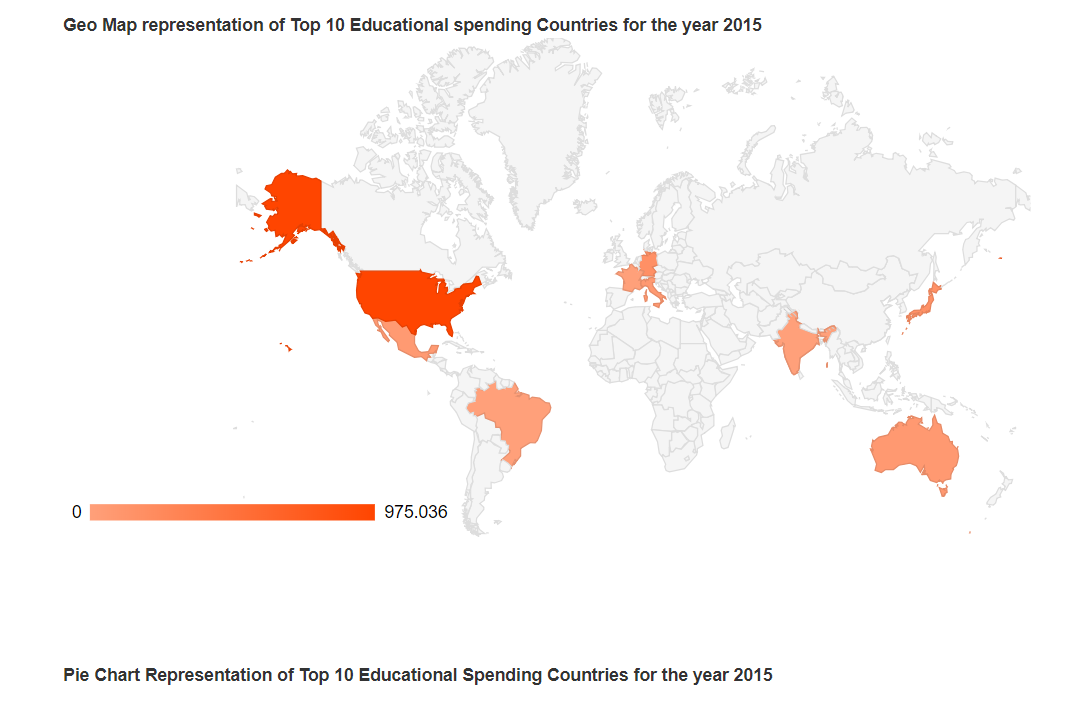 Geo Map representation of Top 10 Educational spending Countries for the year 2015
0 975.036
Pie Chart Representation of Top 10 Educational Spending Countries for the year 2015